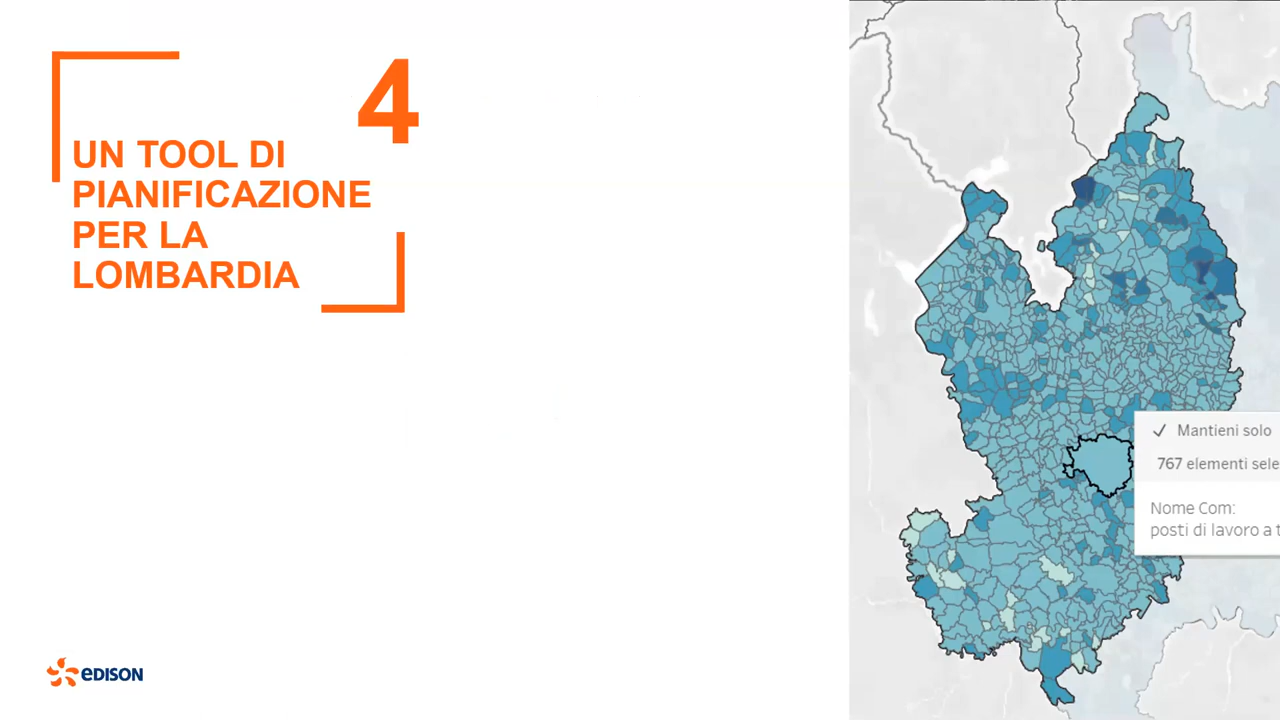 4
UN TOOL DI
PIANIFICAZIONE
PER LA
LOMBARDIA
✓ Mantieni solo
767 elementi sele
Nome Com:
posti di lavoro a t
EDISON